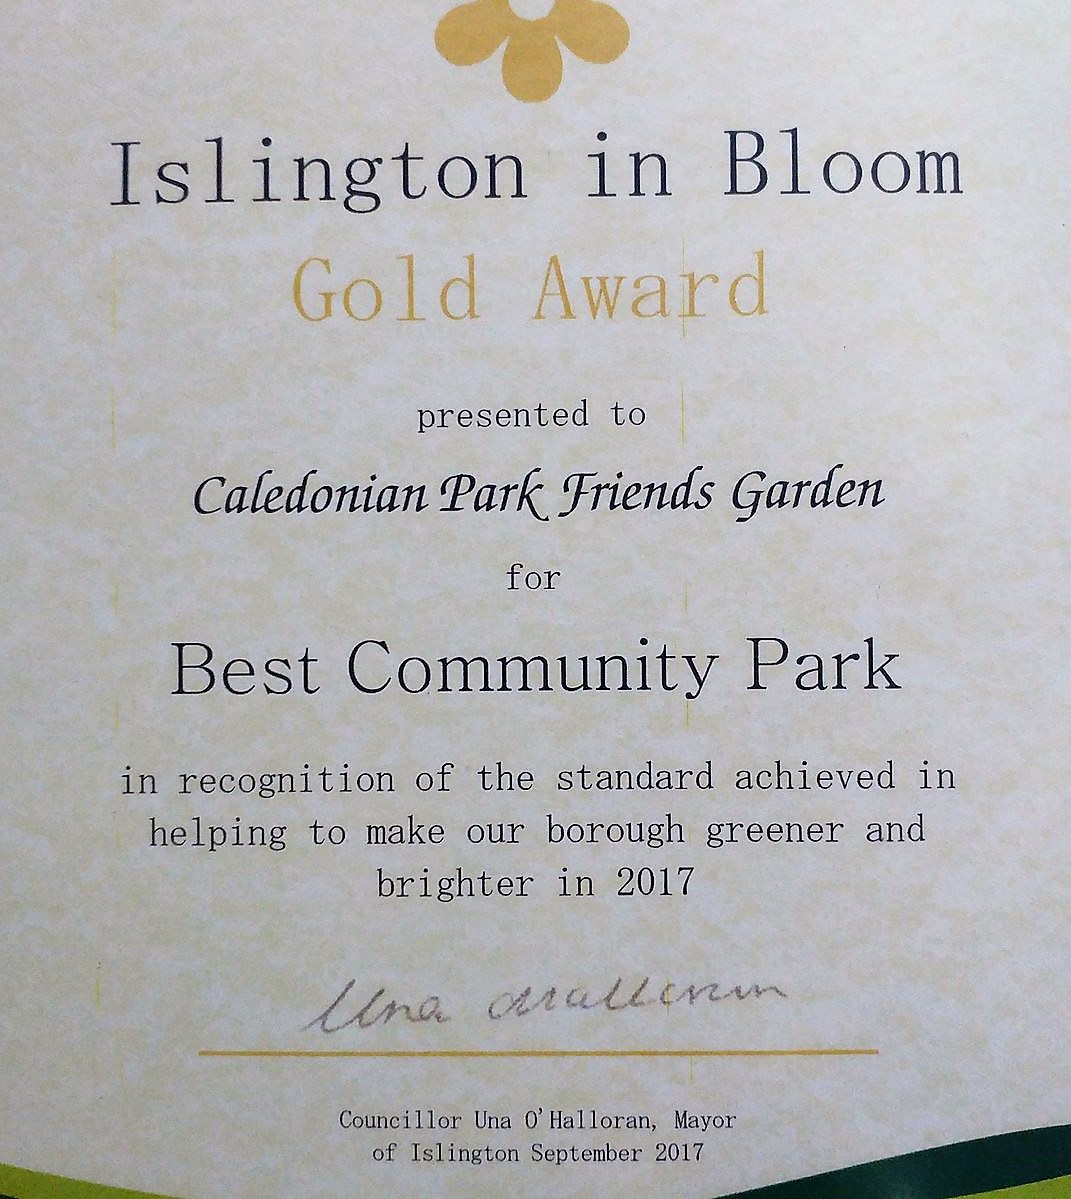 Islington in Bloom
Gold Award
presented to
Caledonian Park Friends Garden
for
Best Community Park
in recognition of the standard achieved in
helping to make our borough greener and
brighter in 2017
Una O'Halloran
Councillor Una O'Halloran, Mayor
of Islington September 2017